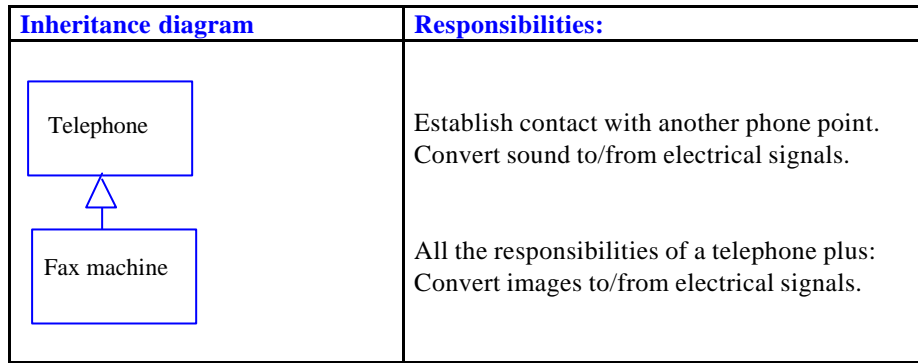 Inheritance diagram
Responsibilities:
Telephone
Establish contact with another phone point.
Convert sound to/from electrical signals.
Fax machine
All the responsibilities of a telephone plus:
Convert images to/from electrical signals.